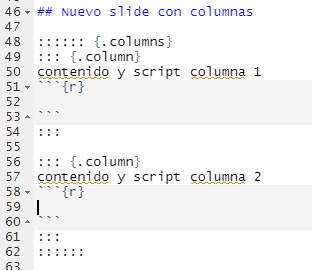 46 ## Nuevo slide con columnas
47
48 :::::: {.columns}
49 ::: {.column}
50 contenido y script columna 1
51 ```{r}
52
53 ```
54 :::
55
56 ::: {.column}
57 contenido y script columna 2
58 ```{r}
59
60 ```
61 :::
62 ::::::
63